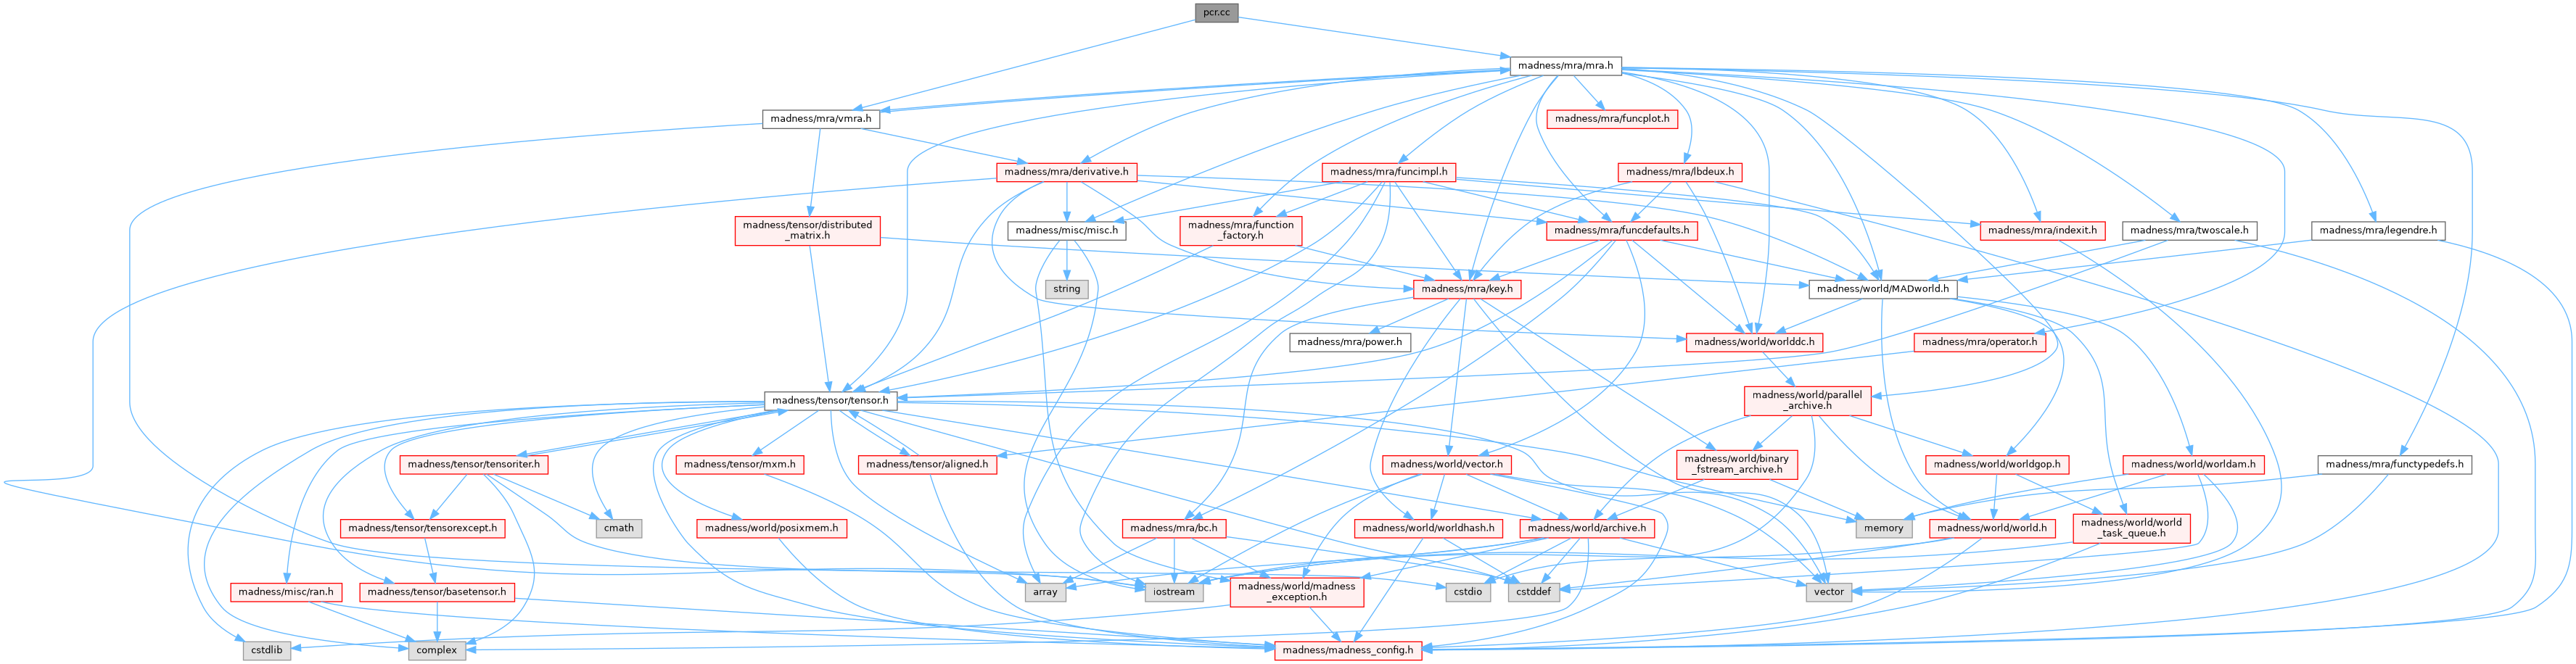 pcr.cc
madness/mra/mra.h
madness/mra/vmra.h
madness/mra/funcplot.h
madness/mra/derivative.h
madness/mra/funcimpl.h
madness/mra/lbdeux.h
madness/tensor/distributed
_matrix.h
madness/misc/misc.h
madness/mra/function
_factory.h
madness/mra/funcdefaults.h
madness/mra/indexit.h
madness/mra/twoscale.h
madness/mra/legendre.h
string
madness/mra/key.h
madness/world/MADworld.h
madness/mra/power.h
madness/world/worlddc.h
madness/mra/operator.h
madness/tensor/tensor.h
madness/world/parallel
_archive.h
madness/tensor/tensoriter.h
madness/tensor/mxm.h
madness/tensor/aligned.h
madness/world/vector.h
madness/world/binary
_fstream_archive.h
madness/world/worldgop.h
madness/world/worldam.h
madness/mra/functypedefs.h
madness/tensor/tensorexcept.h
cmath
madness/world/posixmem.h
madness/mra/bc.h
madness/world/worldhash.h
madness/world/archive.h
memory
madness/world/world.h
madness/world/world
_task_queue.h
madness/misc/ran.h
madness/tensor/basetensor.h
array
iostream
madness/world/madness
_exception.h
cstdio
cstddef
vector
cstdlib
complex
madness/madness_config.h